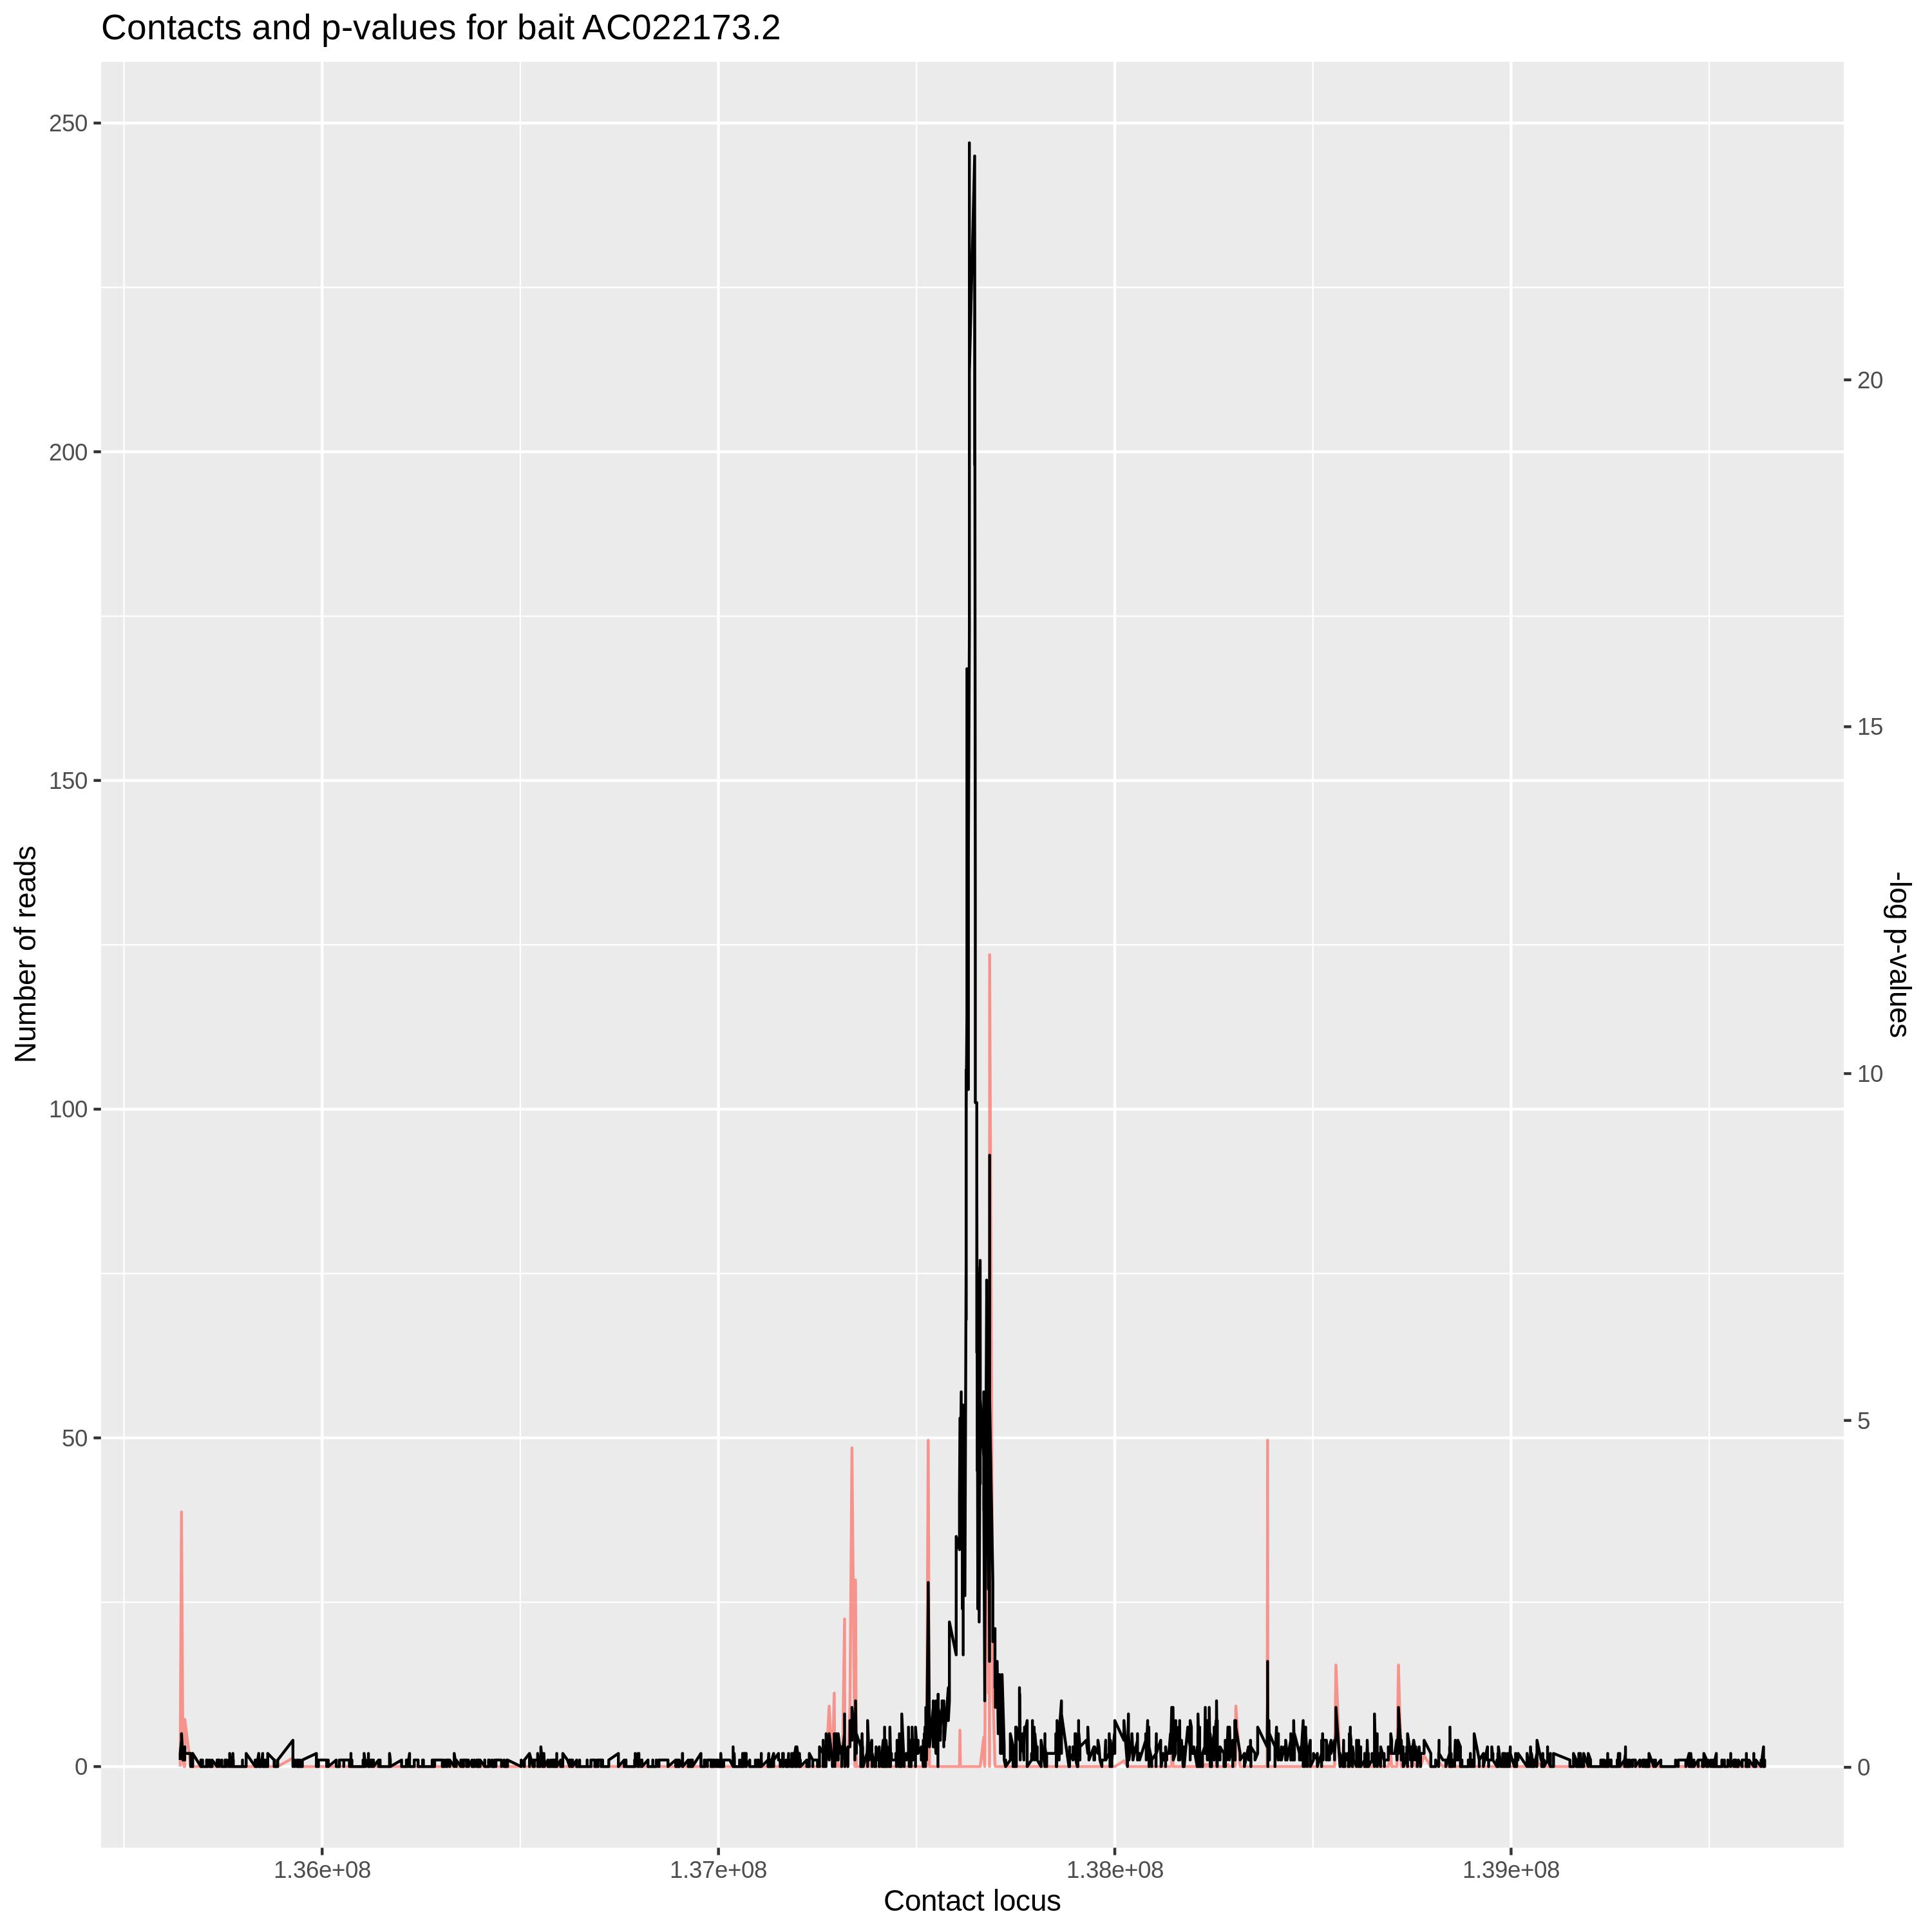 Contacts and p-values for bait AC022173.2
250
200
150
100
50
0
Number of reads
20
15
10
5
0
-log p-values
1.36e+08
1.37e+08
1.38e+08
1.39e+08
Contact locus